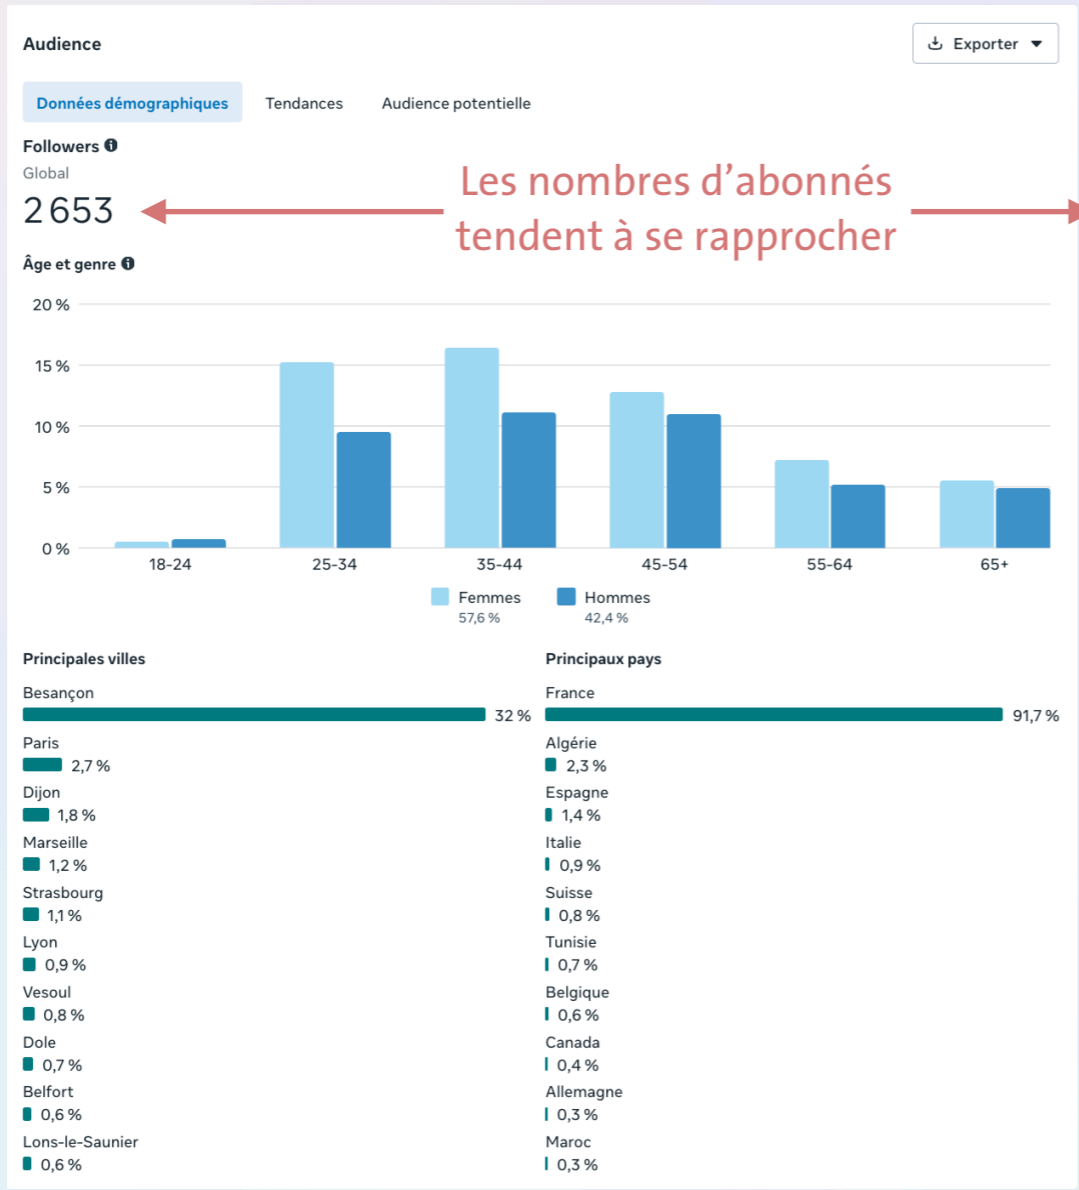 Audience
Exporter
Données démographiques Tendances Audience potentielle
Followers
Global
2 653
Les nombres d’abonnés
tendent à se rapprocher
Âge et genre
20 %
15 %
10 %
5 %
0 %
18-24 25-34 35-44 45-54 55-64 65+
Femmes Hommes
57,6 % 42,4 %
Principales villes
Besançon
32 %
Paris
2,7 %
Dijon
1,8 %
Marseille
1,2 %
Strasbourg
1,1 %
Lyon
0,9 %
Vesoul
0,8 %
Dole
0,7 %
Belfort
0,6 %
Lons-le-Saunier
0,6 %
Principaux pays
France
91,7 %
Algérie
2,3 %
Espagne
1,4 %
Italie
0,9 %
Suisse
0,8 %
Tunisie
0,7 %
Belgique
0,6 %
Canada
0,4 %
Allemagne
0,3 %
Maroc
0,3 %